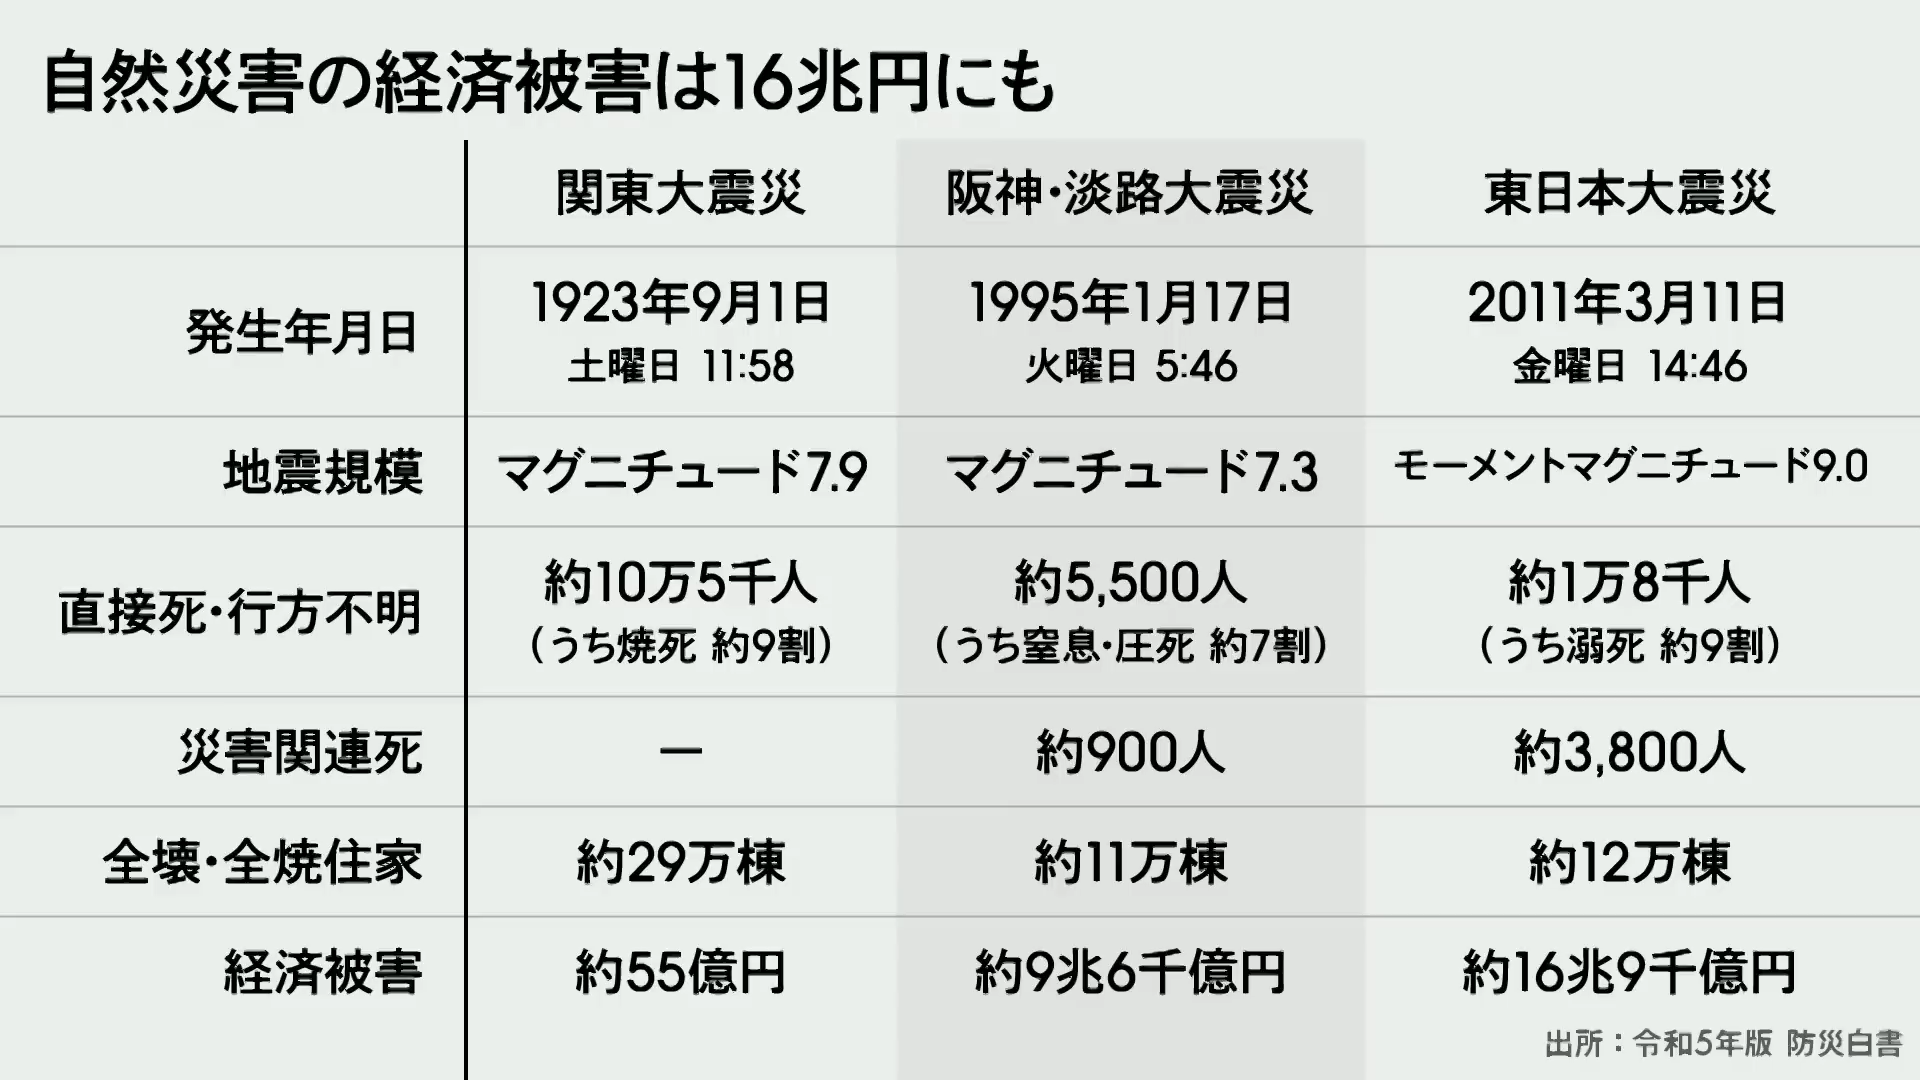 自然災害の経済被害は16兆円にも
関東大震災 阪神・淡路大震災 東日本大震災
発生年月日 1923年9月1日 1995年1月17日 2011年3月11日
土曜日 11:58 火曜日 5:46 金曜日 14:46
地震規模 マグニチュード7.9 マグニチュード7.3 モーメントマグニチュード9.0
直接死・行方不明 約10万5千人 約5,500人 約1万8千人
(うち焼死 約9割) (うち窒息・圧死 約7割) (うち溺死 約9割)
災害関連死 ー 約900人 約3,800人
全壊・全焼住家 約29万棟 約11万棟 約12万棟
経済被害 約55億円 約9兆6千億円 約16兆9千億円
出所：令和5年版 防災白書